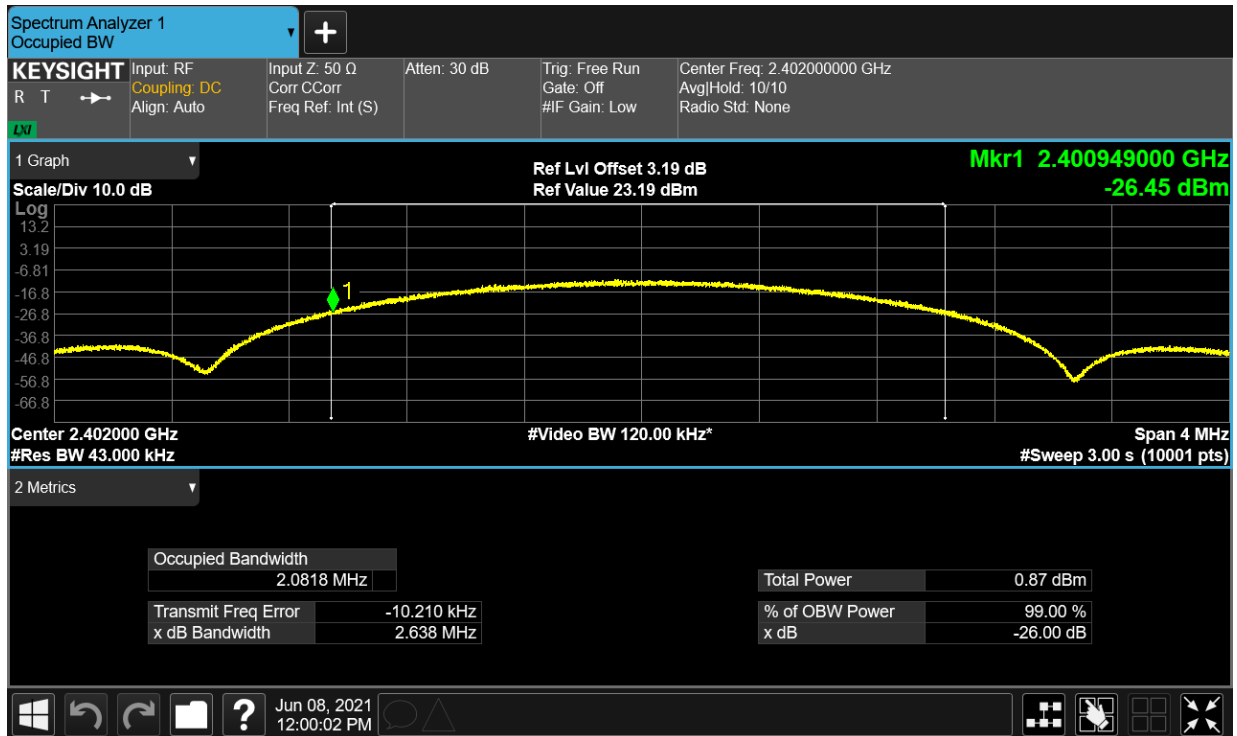 Spectrum Analyzer 1
Occupied BW
+
KEYSIGHT
R T
LXI
Input: RF
Coupling: DC
Align: Auto
Input Z: 50 Ω
Corr CCorr
Freq Ref: Int (S)
Atten: 30 dB
Trig: Free Run
Gate: Off
#IF Gain: Low
Center Freq: 2.402000000 GHz
Avg|Hold: 10/10
Radio Std: None
1 Graph
Scale/Div 10.0 dB
Ref Lvl Offset 3.19 dB
Ref Value 23.19 dBm
Mkr1 2.400949000 GHz
-26.45 dBm
Log
13.2
3.19
-6.81
-16.8
-26.8
-36.8
-46.8
-56.8
-66.8
1
Center 2.402000 GHz
#Video BW 120.00 kHz*
Span 4 MHz
#Res BW 43.000 kHz
#Sweep 3.00 s (10001 pts)
2 Metrics
Occupied Bandwidth
2.0818 MHz
Transmit Freq Error -10.210 kHz
x dB Bandwidth 2.638 MHz
Total Power 0.87 dBm
% of OBW Power 99.00 %
x dB -26.00 dB
?
Jun 08, 2021
12:00:02 PM